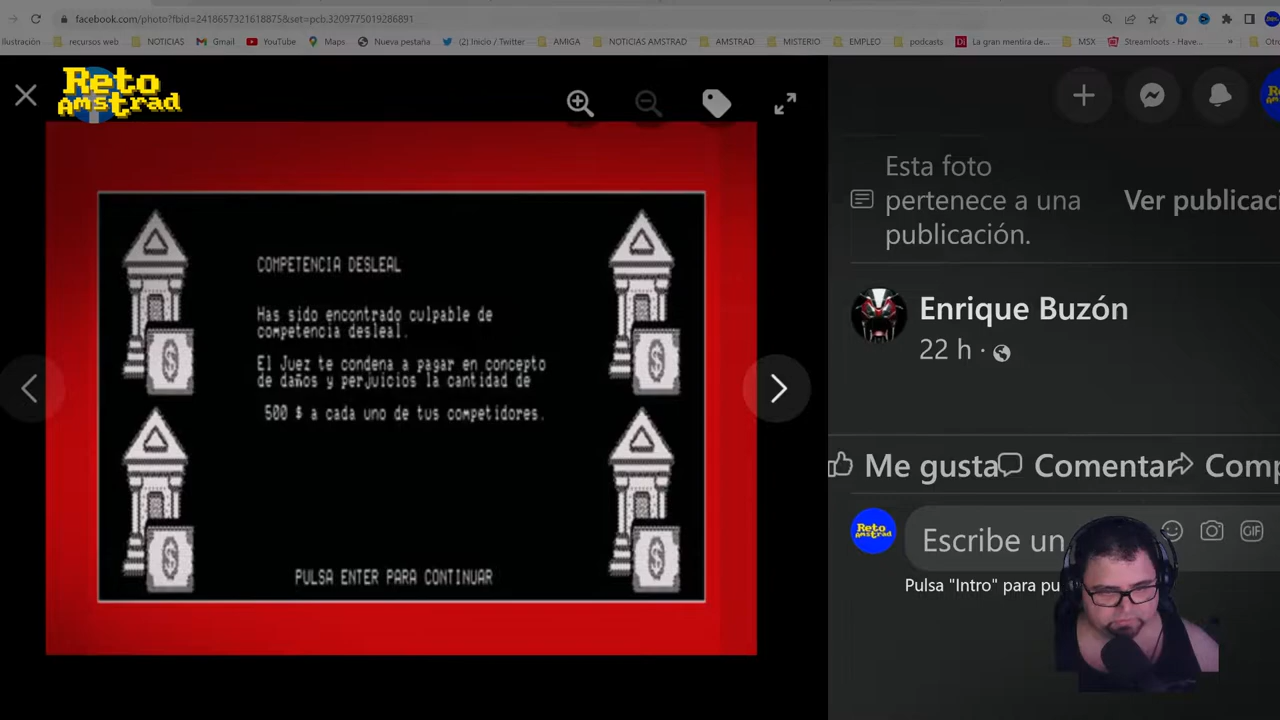 facebook.com/photo?fbid=2418657321618875&set=pcb.3209775019286891
ilustración recursos web NOTICIAS Gmail YouTube Maps Nueva pestaña (2) Inicio / Twitter AMIGA NOTICIAS AMSTRAD AMSTRAD MISTERIO EMPLEO podcasts La gran mentira de... MSX Streamloots - Have... » Otro
Reto
Amstrad
COMPETENCIA DESLEAL
Has sido encontrado culpable de
competencia desleal.
El Juez te condena a pagar en concepto
de daños y perjuicios la cantidad de
500 $ a cada uno de tus competidores.
PULSA ENTER PARA CONTINUAR
Esta foto
pertenece a una
publicación.
Ver publicaci
Enrique Buzón
22 h ·
Me gusta Comentar Comp
Reto
Amstrad
Escribe un
GIF
Pulsa "Intro" para pu